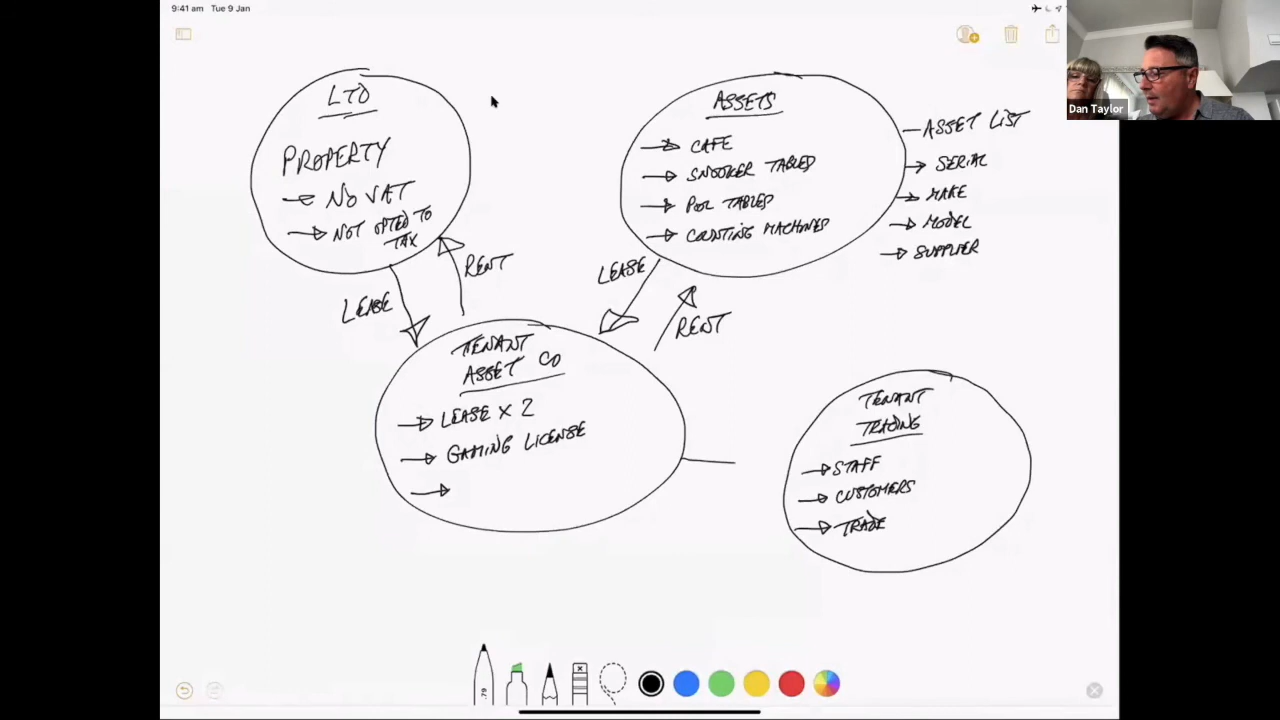 9:41 am Tue 9 Jan
Dan Taylor
LTD
PROPERTY
NO VAT
NOT OPTED TO
TAX
LEASE
RENT
ASSETS
CAFE
SNOOKER TABLES
POOL TABLES
COUNTING MACHINES
ASSET LIST
SERIAL
MAKE
MODEL
SUPPLIER
LEASE
RENT
TENANT
ASSET CO
LEASE X 2
GAMING LICENSE
TENANT
TRADING
STAFF
CUSTOMERS
TRADE
.79